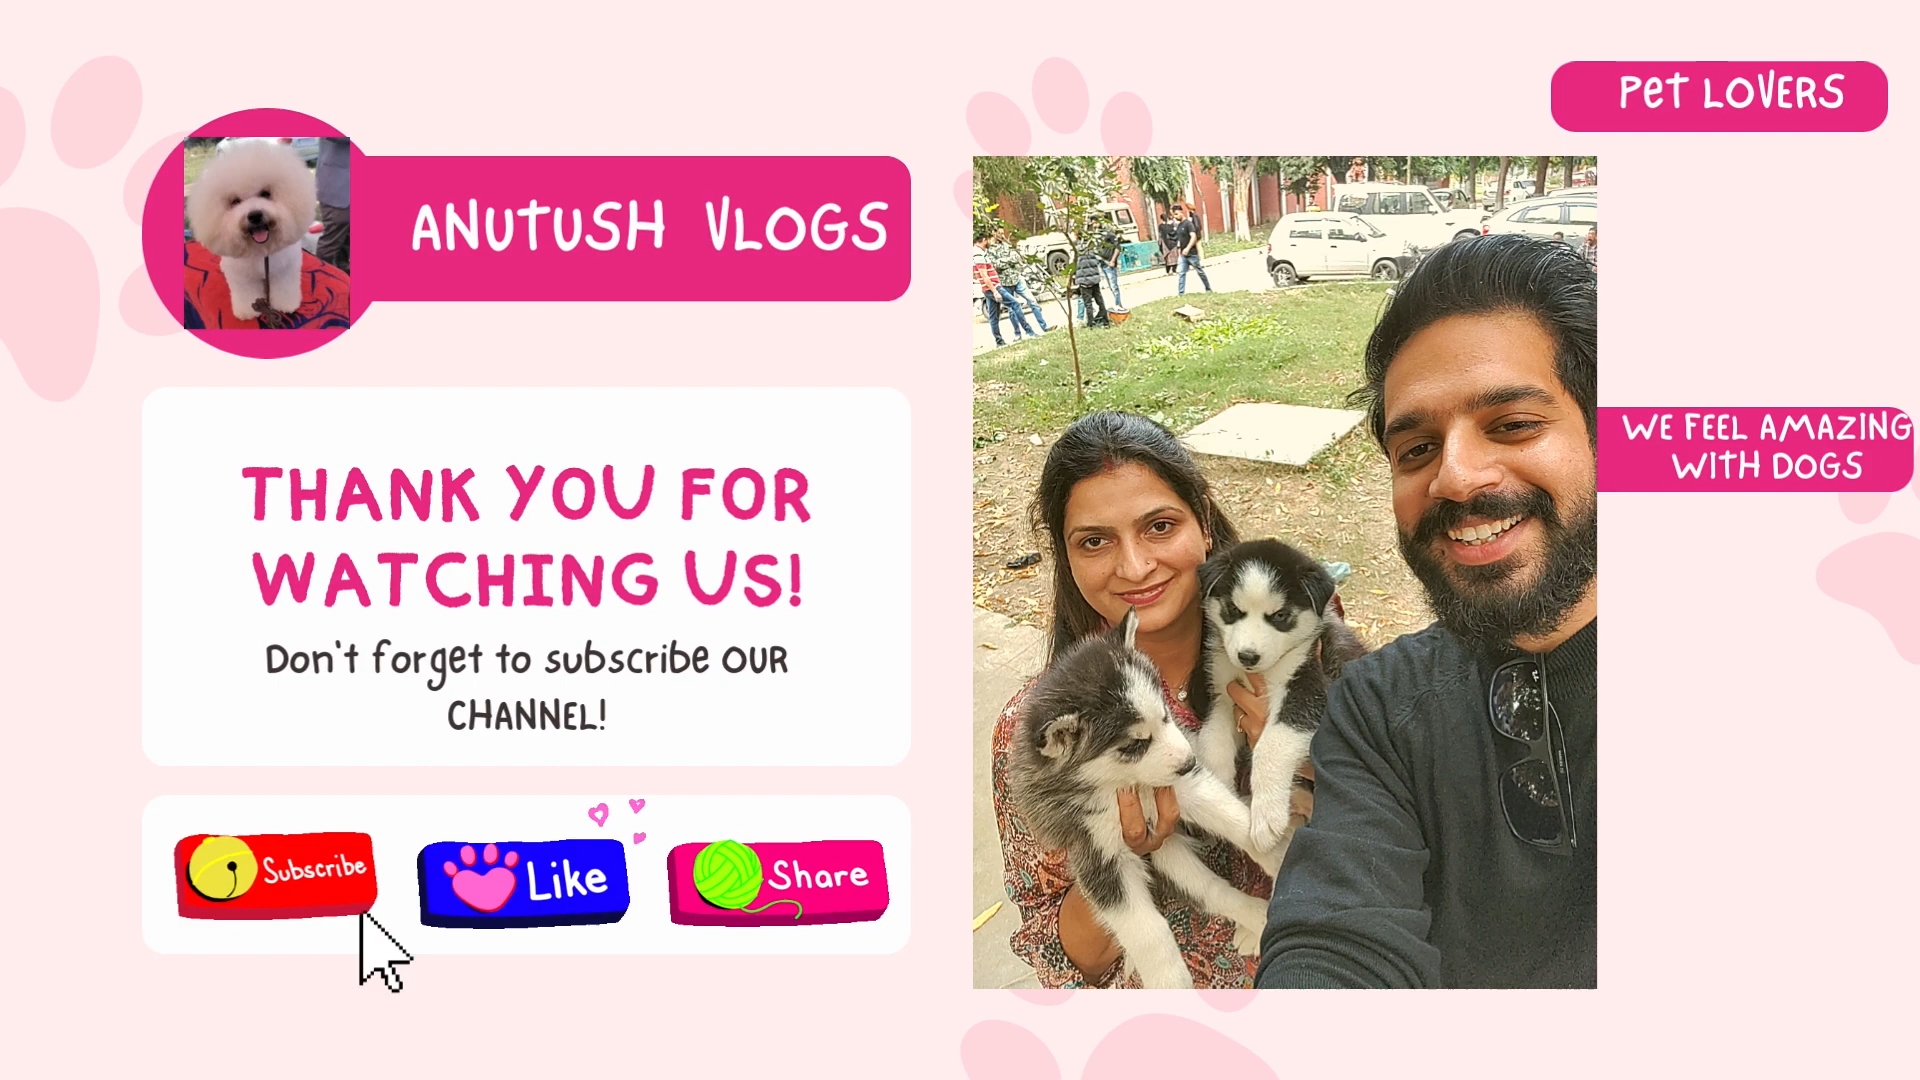 PET LOVERS
ANUTUSH VLOGS
WE FEEL AMAZING
WITH DOGS
THANK YOU FOR
WATCHING US!
Don't forget to subscribe OUR
CHANNEL!
Subscribe
Like
Share